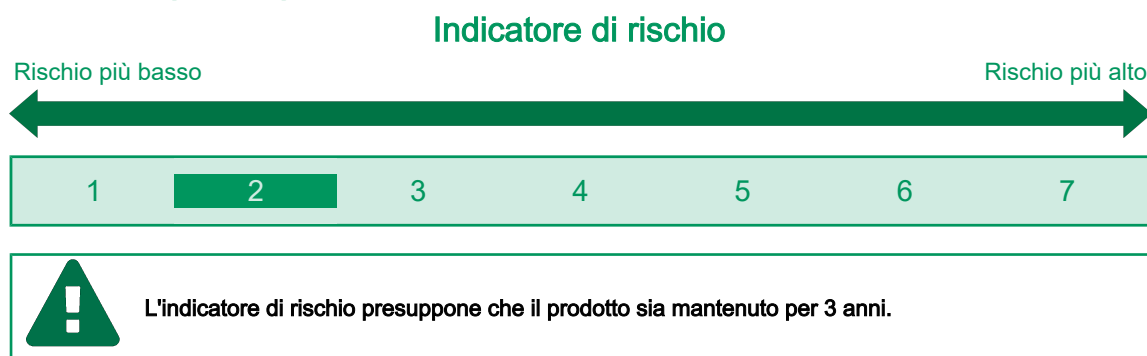 Indicatore di rischio
Rischio più basso Rischio più alto
1 2 3 4 5 6 7
L'indicatore di rischio presuppone che il prodotto sia mantenuto per 3 anni.